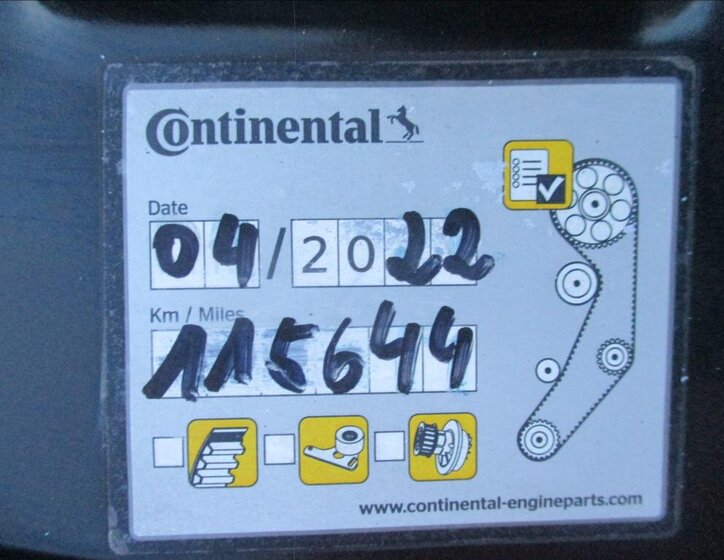 Continental
Date
04/2022
Km / Miles
115644
www.continental-engineparts.com